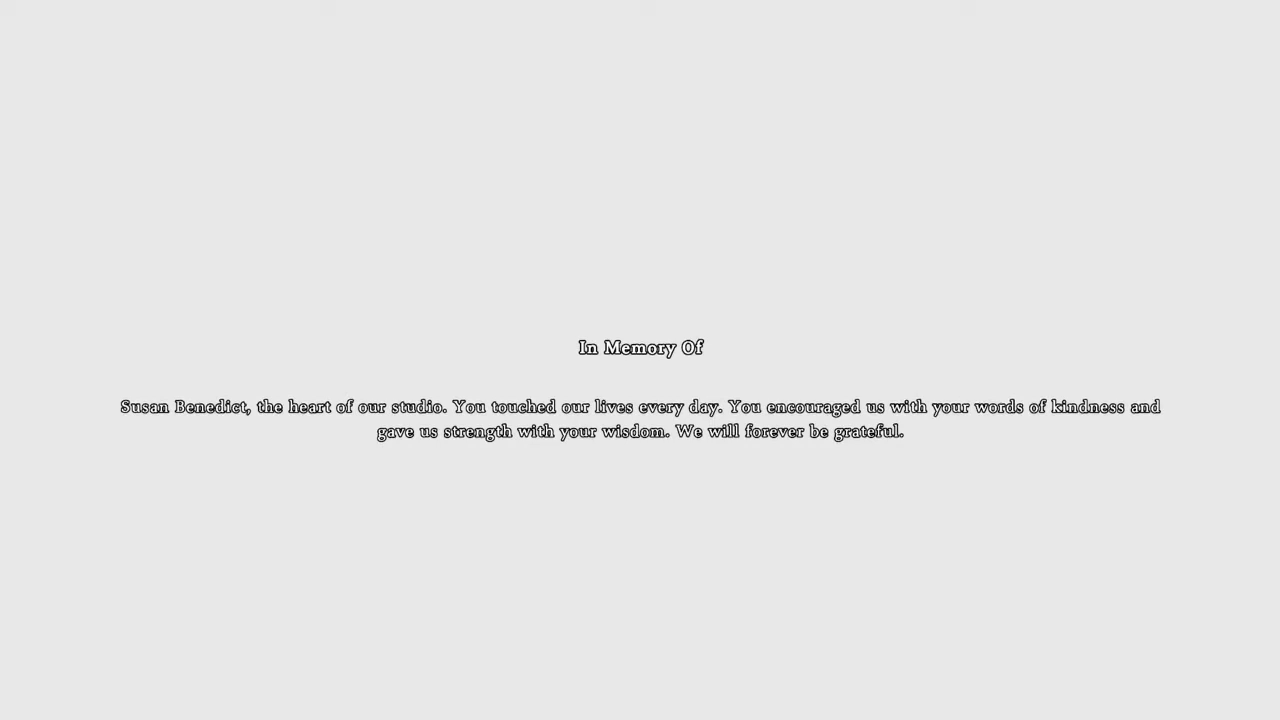 In Memory Of
Susan Benedict, the heart of our studio. You touched our lives every day. You encouraged us with your words of kindness and
gave us strength with your wisdom. We will forever be grateful.